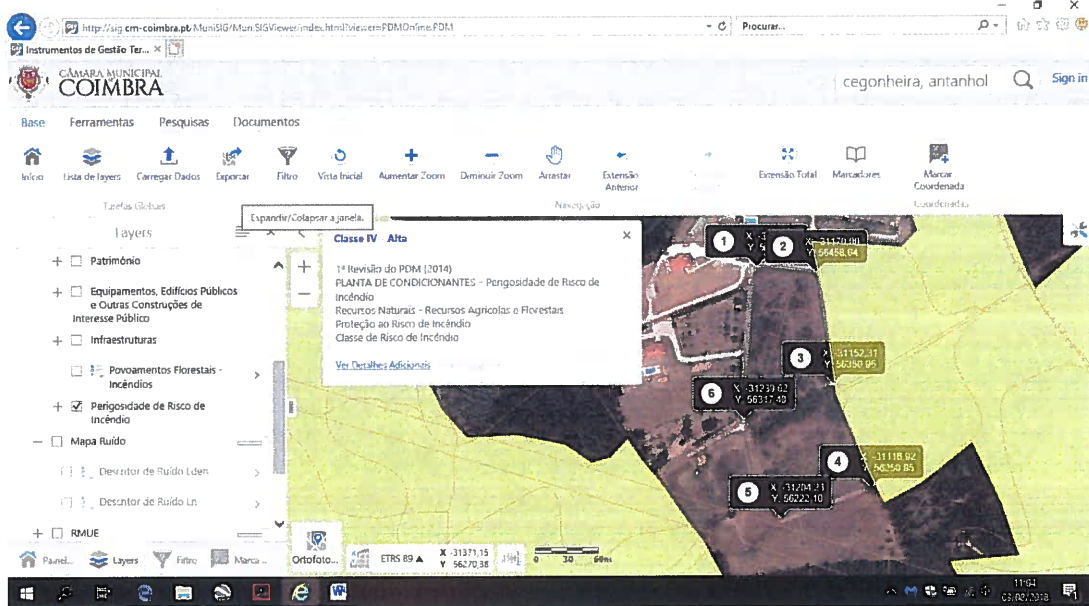 http://sig.cm-coimbra.pt/MuniSIG/MuniSIGViewer/index.html?viewer=PDMOnline.PDM
Procurar...
Instrumentos de Gestão Ter...
CÂMARA MUNICIPAL
COIMBRA
cegonheira, antanhol
Sign in
Base Ferramentas Pesquisas Documentos
Início Lista de layers Carregar Dados Exportar Filtro Vista Inicial Aumentar Zoom Diminuir Zoom Arrastar Extensão Anterior Extensão Total Marcadores Marcar Coordenada
Tarefas Globais Navegação Coordenadas
Expandir/Colapsar a janela.
Layers
Património
Equipamentos, Edifícios Públicos
e Outras Construções de
Interesse Público
Infraestruturas
Povoamentos Florestais -
Incêndios
Perigosidade de Risco de
Incêndio
Mapa Ruído
Descritor de Ruído Lden
Descritor de Ruído Ln
RMUE
Painel... Layers Filtro Marca...
Classe IV - Alta
1ª Revisão do PDM (2014)
PLANTA DE CONDICIONANTES - Perigosidade de Risco de
Incêndio
Recursos Naturais - Recursos Agrícolas e Florestais
Proteção ao Risco de Incêndio
Classe de Risco de Incêndio
Ver Detalhes Adicionais
1
2 X: -31170,00
Y: 56458,64
3 X: -31152,31
Y: 56350,95
6 X: -31239,62
Y: 56317,40
4 X: -31118,92
Y: 56250,85
5 X: -31204,23
Y: 56222,10
Ortofoto...
ETRS 89
X -31371,15
Y 56270,38
0 30 60m
11:04
09/02/2018